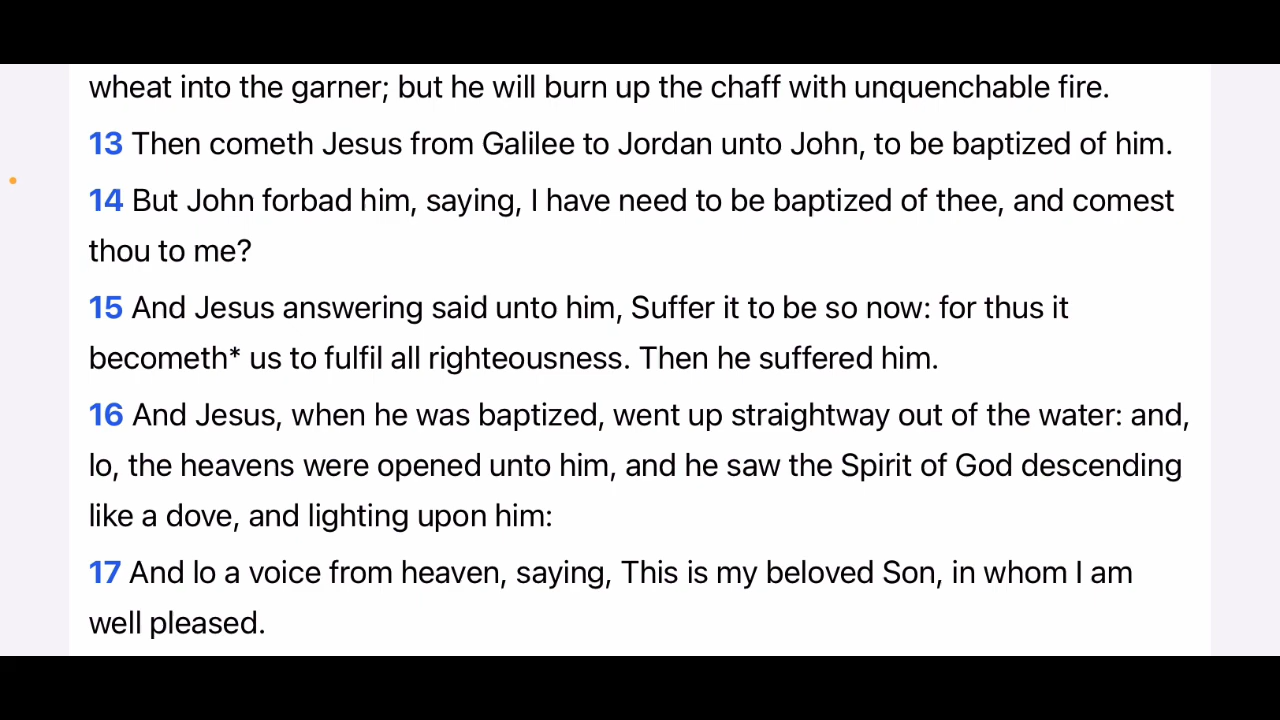 wheat into the garner; but he will burn up the chaff with unquenchable fire.
13 Then cometh Jesus from Galilee to Jordan unto John, to be baptized of him.
14 But John forbad him, saying, I have need to be baptized of thee, and comest
thou to me?
15 And Jesus answering said unto him, Suffer it to be so now: for thus it
becometh* us to fulfil all righteousness. Then he suffered him.
16 And Jesus, when he was baptized, went up straightway out of the water: and,
lo, the heavens were opened unto him, and he saw the Spirit of God descending
like a dove, and lighting upon him:
17 And lo a voice from heaven, saying, This is my beloved Son, in whom I am
well pleased.